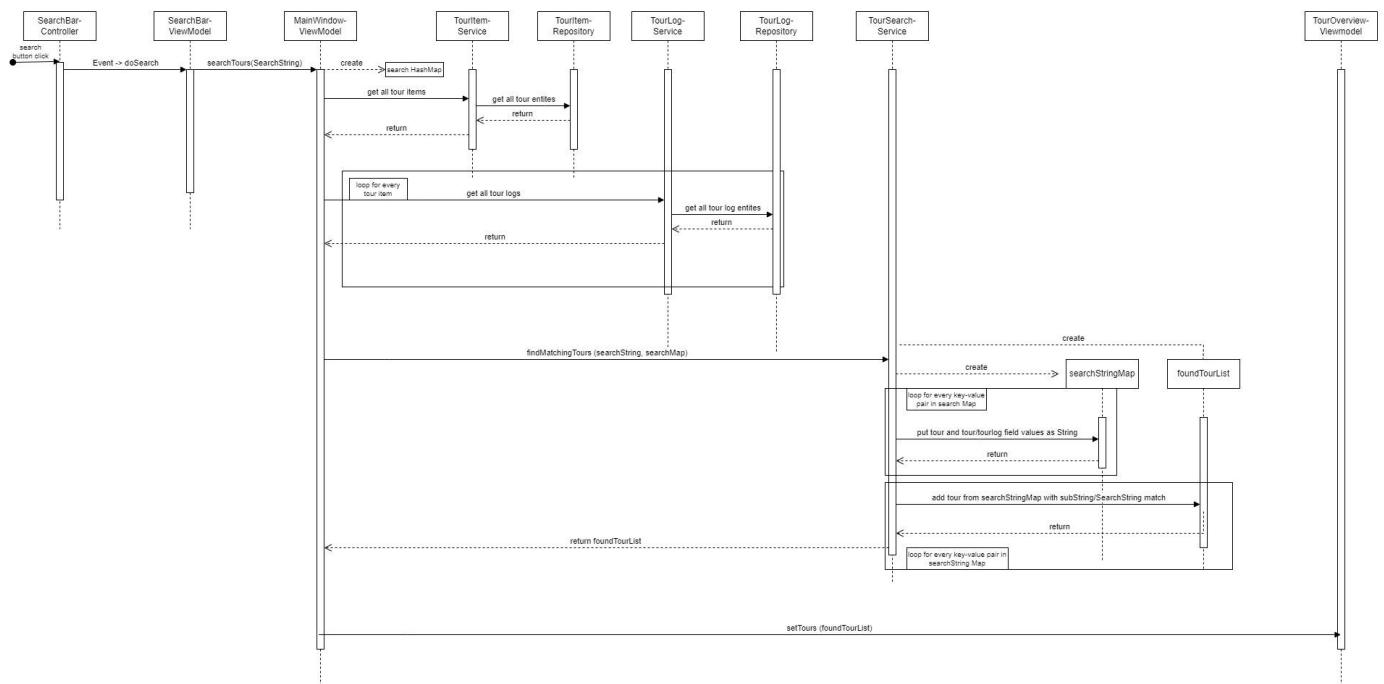 SearchBar-
Controller
SearchBar-
ViewModel
MainWindow-
ViewModel
TourItem-
Service
TourItem-
Repository
TourLog-
Service
TourLog-
Repository
TourSearch-
Service
TourOverview-
Viewmodel
search
button click
Event -> doSearch
searchTours(SearchString)
create
search HashMap
get all tour items
get all tour entites
return
return
loop for every
tour item
get all tour logs
get all tour log entites
return
return
create
findMatchingTours (searchString, searchMap)
create
searchStringMap
foundTourList
loop for every key-value
pair in search Map
put tour and tour/tourlog field values as String
return
add tour from searchStringMap with subString/SearchString match
return
return foundTourList
loop for every key-value pair in
searchString Map
setTours (foundTourList)